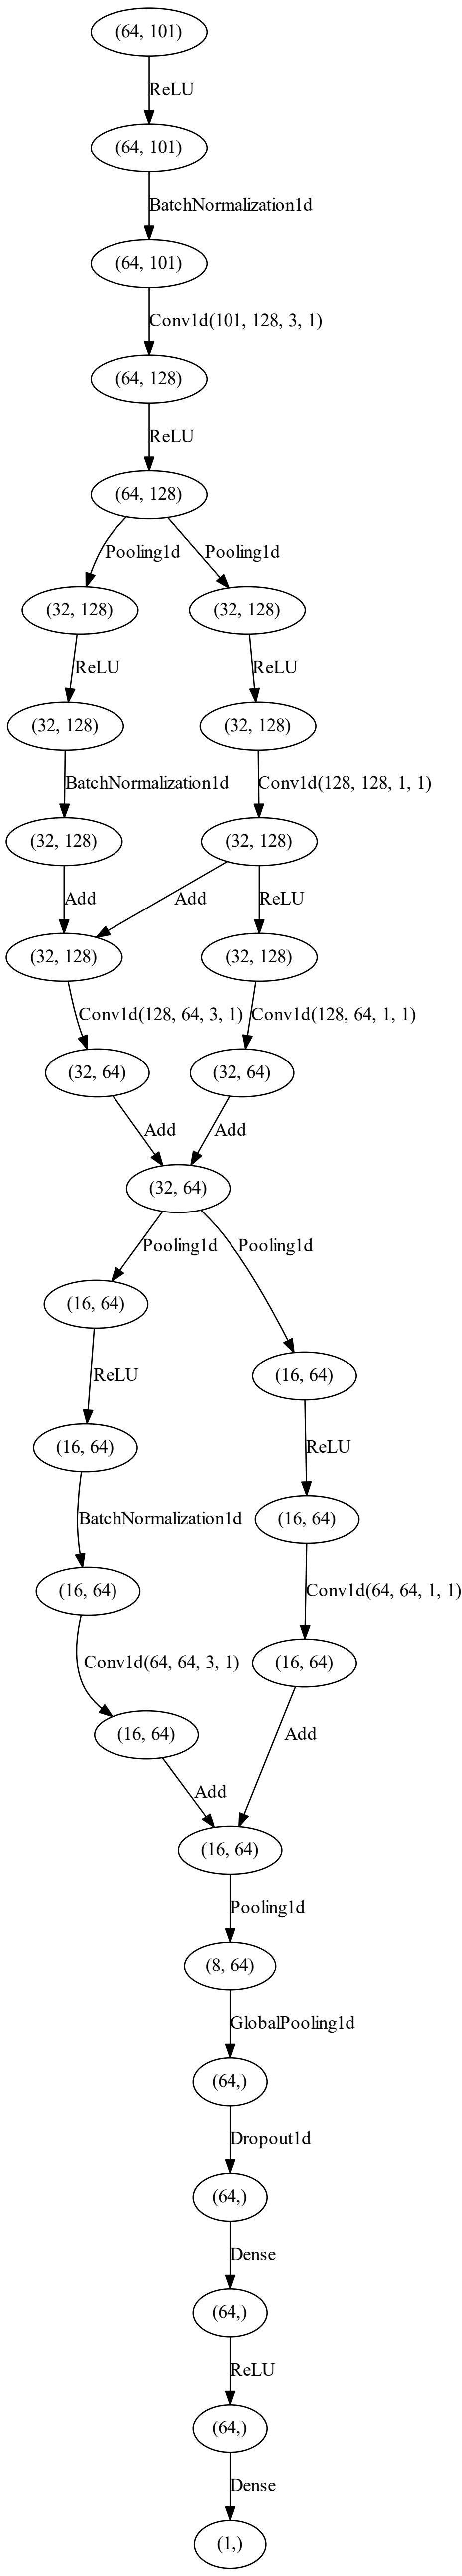 (64, 101)
ReLU
(64, 101)
BatchNormalization1d
(64, 101)
Conv1d(101, 128, 3, 1)
(64, 128)
ReLU
(64, 128)
Pooling1d Pooling1d
(32, 128) (32, 128)
ReLU ReLU
(32, 128) (32, 128)
BatchNormalization1d Conv1d(128, 128, 1, 1)
(32, 128) (32, 128)
Add Add ReLU
(32, 128) (32, 128)
Conv1d(128, 64, 3, 1) Conv1d(128, 64, 1, 1)
(32, 64) (32, 64)
Add Add
(32, 64)
Pooling1d Pooling1d
(16, 64)
(16, 64)
ReLU
(16, 64)
ReLU
(16, 64)
BatchNormalization1d
(16, 64)
Conv1d(64, 64, 1, 1)
Conv1d(64, 64, 3, 1)
(16, 64)
(16, 64)
Add
Add
(16, 64)
Pooling1d
(8, 64)
GlobalPooling1d
(64,)
Dropout1d
(64,)
Dense
(64,)
ReLU
(64,)
Dense
(1,)